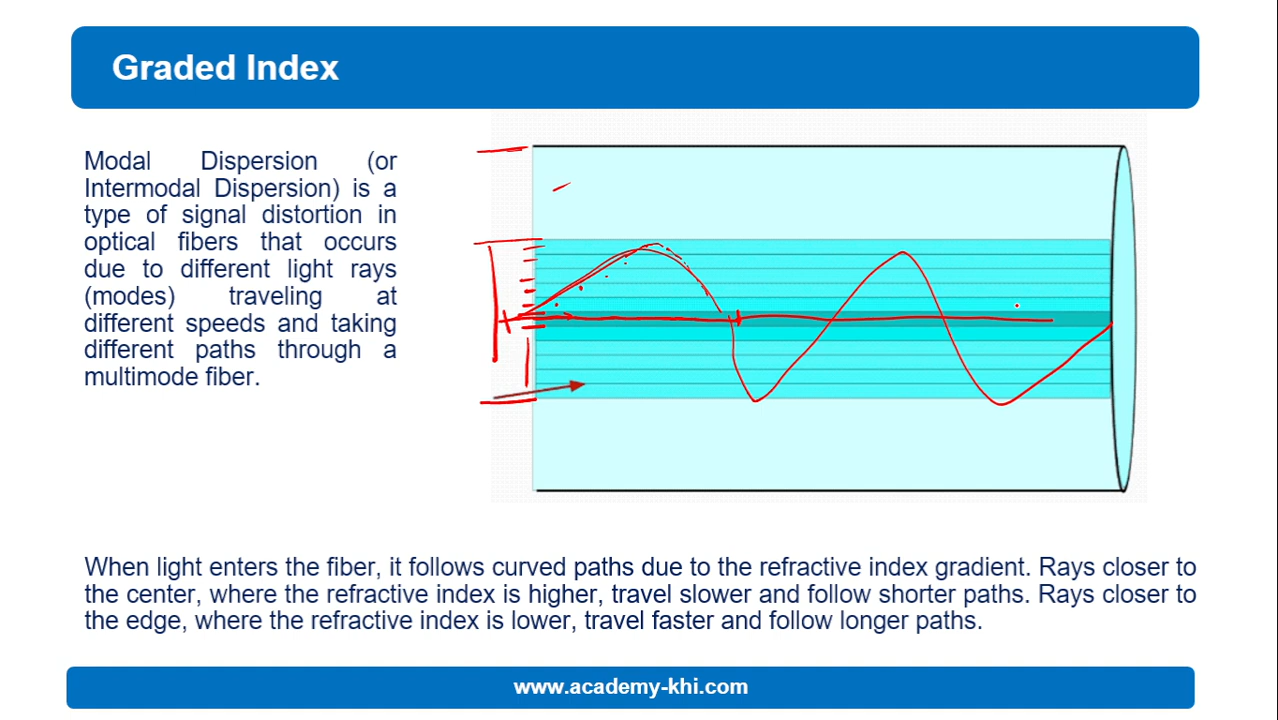 Graded Index
Modal Dispersion (or
Intermodal Dispersion) is a
type of signal distortion in
optical fibers that occurs
due to different light rays
(modes) traveling at
different speeds and taking
different paths through a
multimode fiber.
When light enters the fiber, it follows curved paths due to the refractive index gradient. Rays closer to
the center, where the refractive index is higher, travel slower and follow shorter paths. Rays closer to
the edge, where the refractive index is lower, travel faster and follow longer paths.
www.academy-khi.com